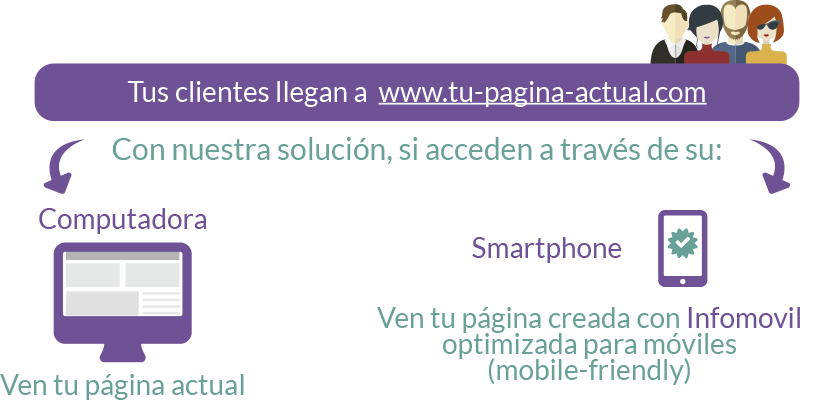 Tus clientes llegan a www.tu-pagina-actual.com
Con nuestra solución, si acceden a través de su:
Computadora
Ven tu página actual
Smartphone
Ven tu página creada con Infomovil
optimizada para móviles
(mobile-friendly)